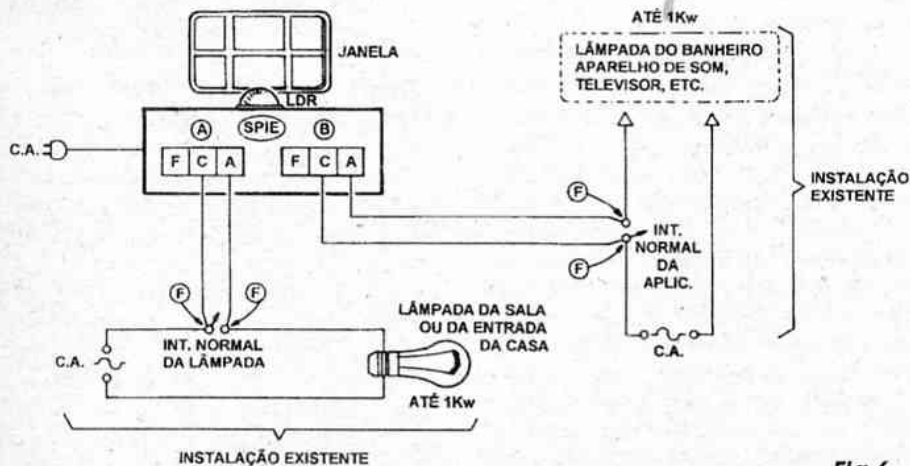 JANELA
LDR
A
SPIE
B
C.A.
F C A
F C A
F
F
INT. NORMAL
DA LÂMPADA
C.A.
LÂMPADA DA SALA
OU DA ENTRADA
DA CASA
ATÉ 1Kw
INSTALAÇÃO EXISTENTE
ATÉ 1Kw
LÂMPADA DO BANHEIRO
APARELHO DE SOM,
TELEVISOR, ETC.
F
F
INT.
NORMAL
DA
APLIC.
C.A.
INSTALAÇÃO
EXISTENTE